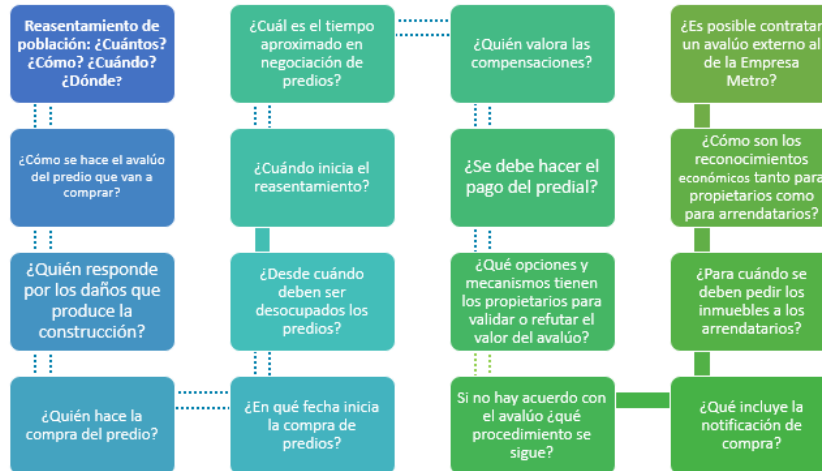 Reasentamiento de
población: ¿Cuántos?
¿Cómo? ¿Cuándo?
¿Dónde?
¿Cómo se hace el avalúo
del predio que van a
comprar?
¿Quién responde
por los daños que
produce la
construcción?
¿Quién hace la
compra del predio?
¿En qué fecha inicia
la compra de
predios?
¿Desde cuándo
deben ser
desocupados los
predios?
¿Cuándo inicia el
reasentamiento?
¿Cuál es el tiempo
aproximado en
negociación de
predios?
¿Quién valora las
compensaciones?
¿Se debe hacer el
pago del predial?
¿Qué opciones y
mecanismos tienen
los propietarios para
validar o refutar el
valor del avalúo?
Si no hay acuerdo con
el avalúo ¿qué
procedimiento se
sigue?
¿Qué incluye la
notificación de
compra?
¿Para cuándo se
deben pedir los
inmuebles a los
arrendatarios?
¿Cómo son los
reconocimientos
económicos tanto para
propietarios como
para arrendatarios?
¿Es posible contratar
un avalúo externo al
de la Empresa
Metro?